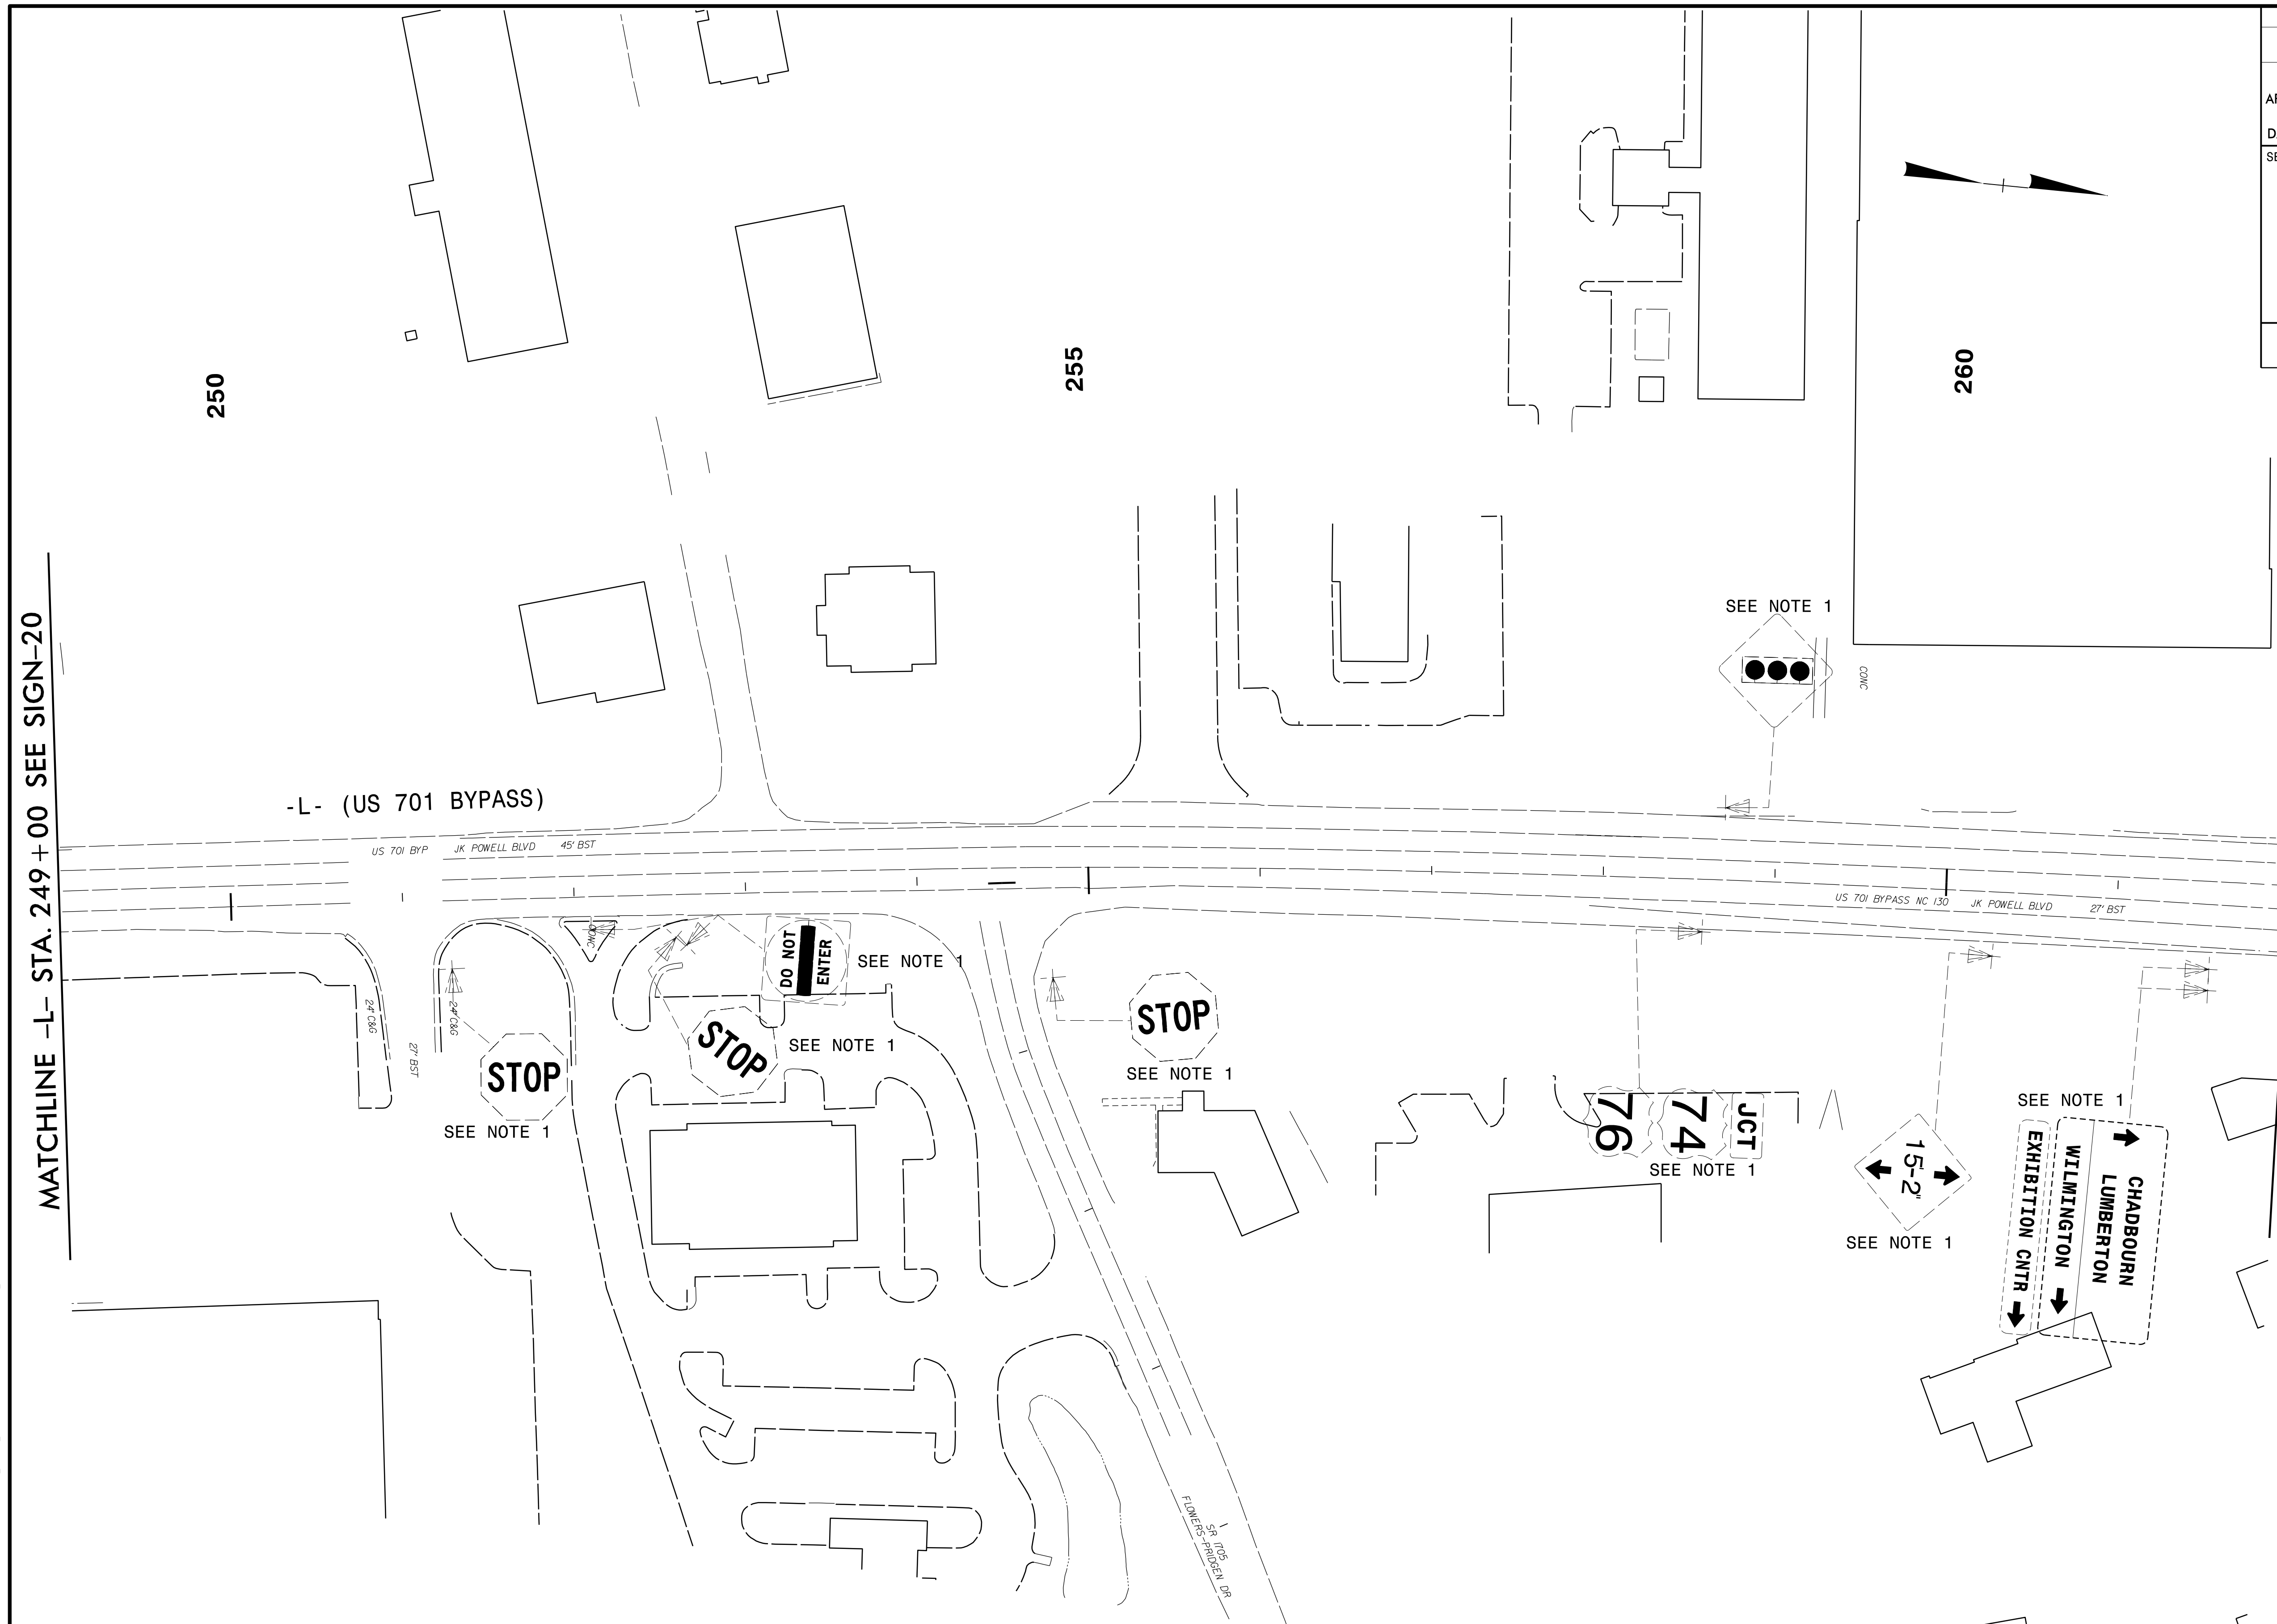 AP
D
SE
250
255
260
SEE NOTE 1
CONC
MATCHLINE -L- STA. 249+00 SEE SIGN-20
-L- (US 701 BYPASS)
US 701 BYP JK POWELL BLVD 45' BST
US 701 BYPASS NC 130 JK POWELL BLVD 27' BST
CONC
DO NOT
ENTER
SEE NOTE 1
24' C&G
24' C&G
27' BST
STOP
SEE NOTE 1
STOP
SEE NOTE 1
STOP
SEE NOTE 1
JCT
74
76
SEE NOTE 1
15'-2"
SEE NOTE 1
SEE NOTE 1
CHADBOURN
LUMBERTON
WILMINGTON
EXHIBITION CNTR
SR 1705
FLOWERS-PRIDGEN DR